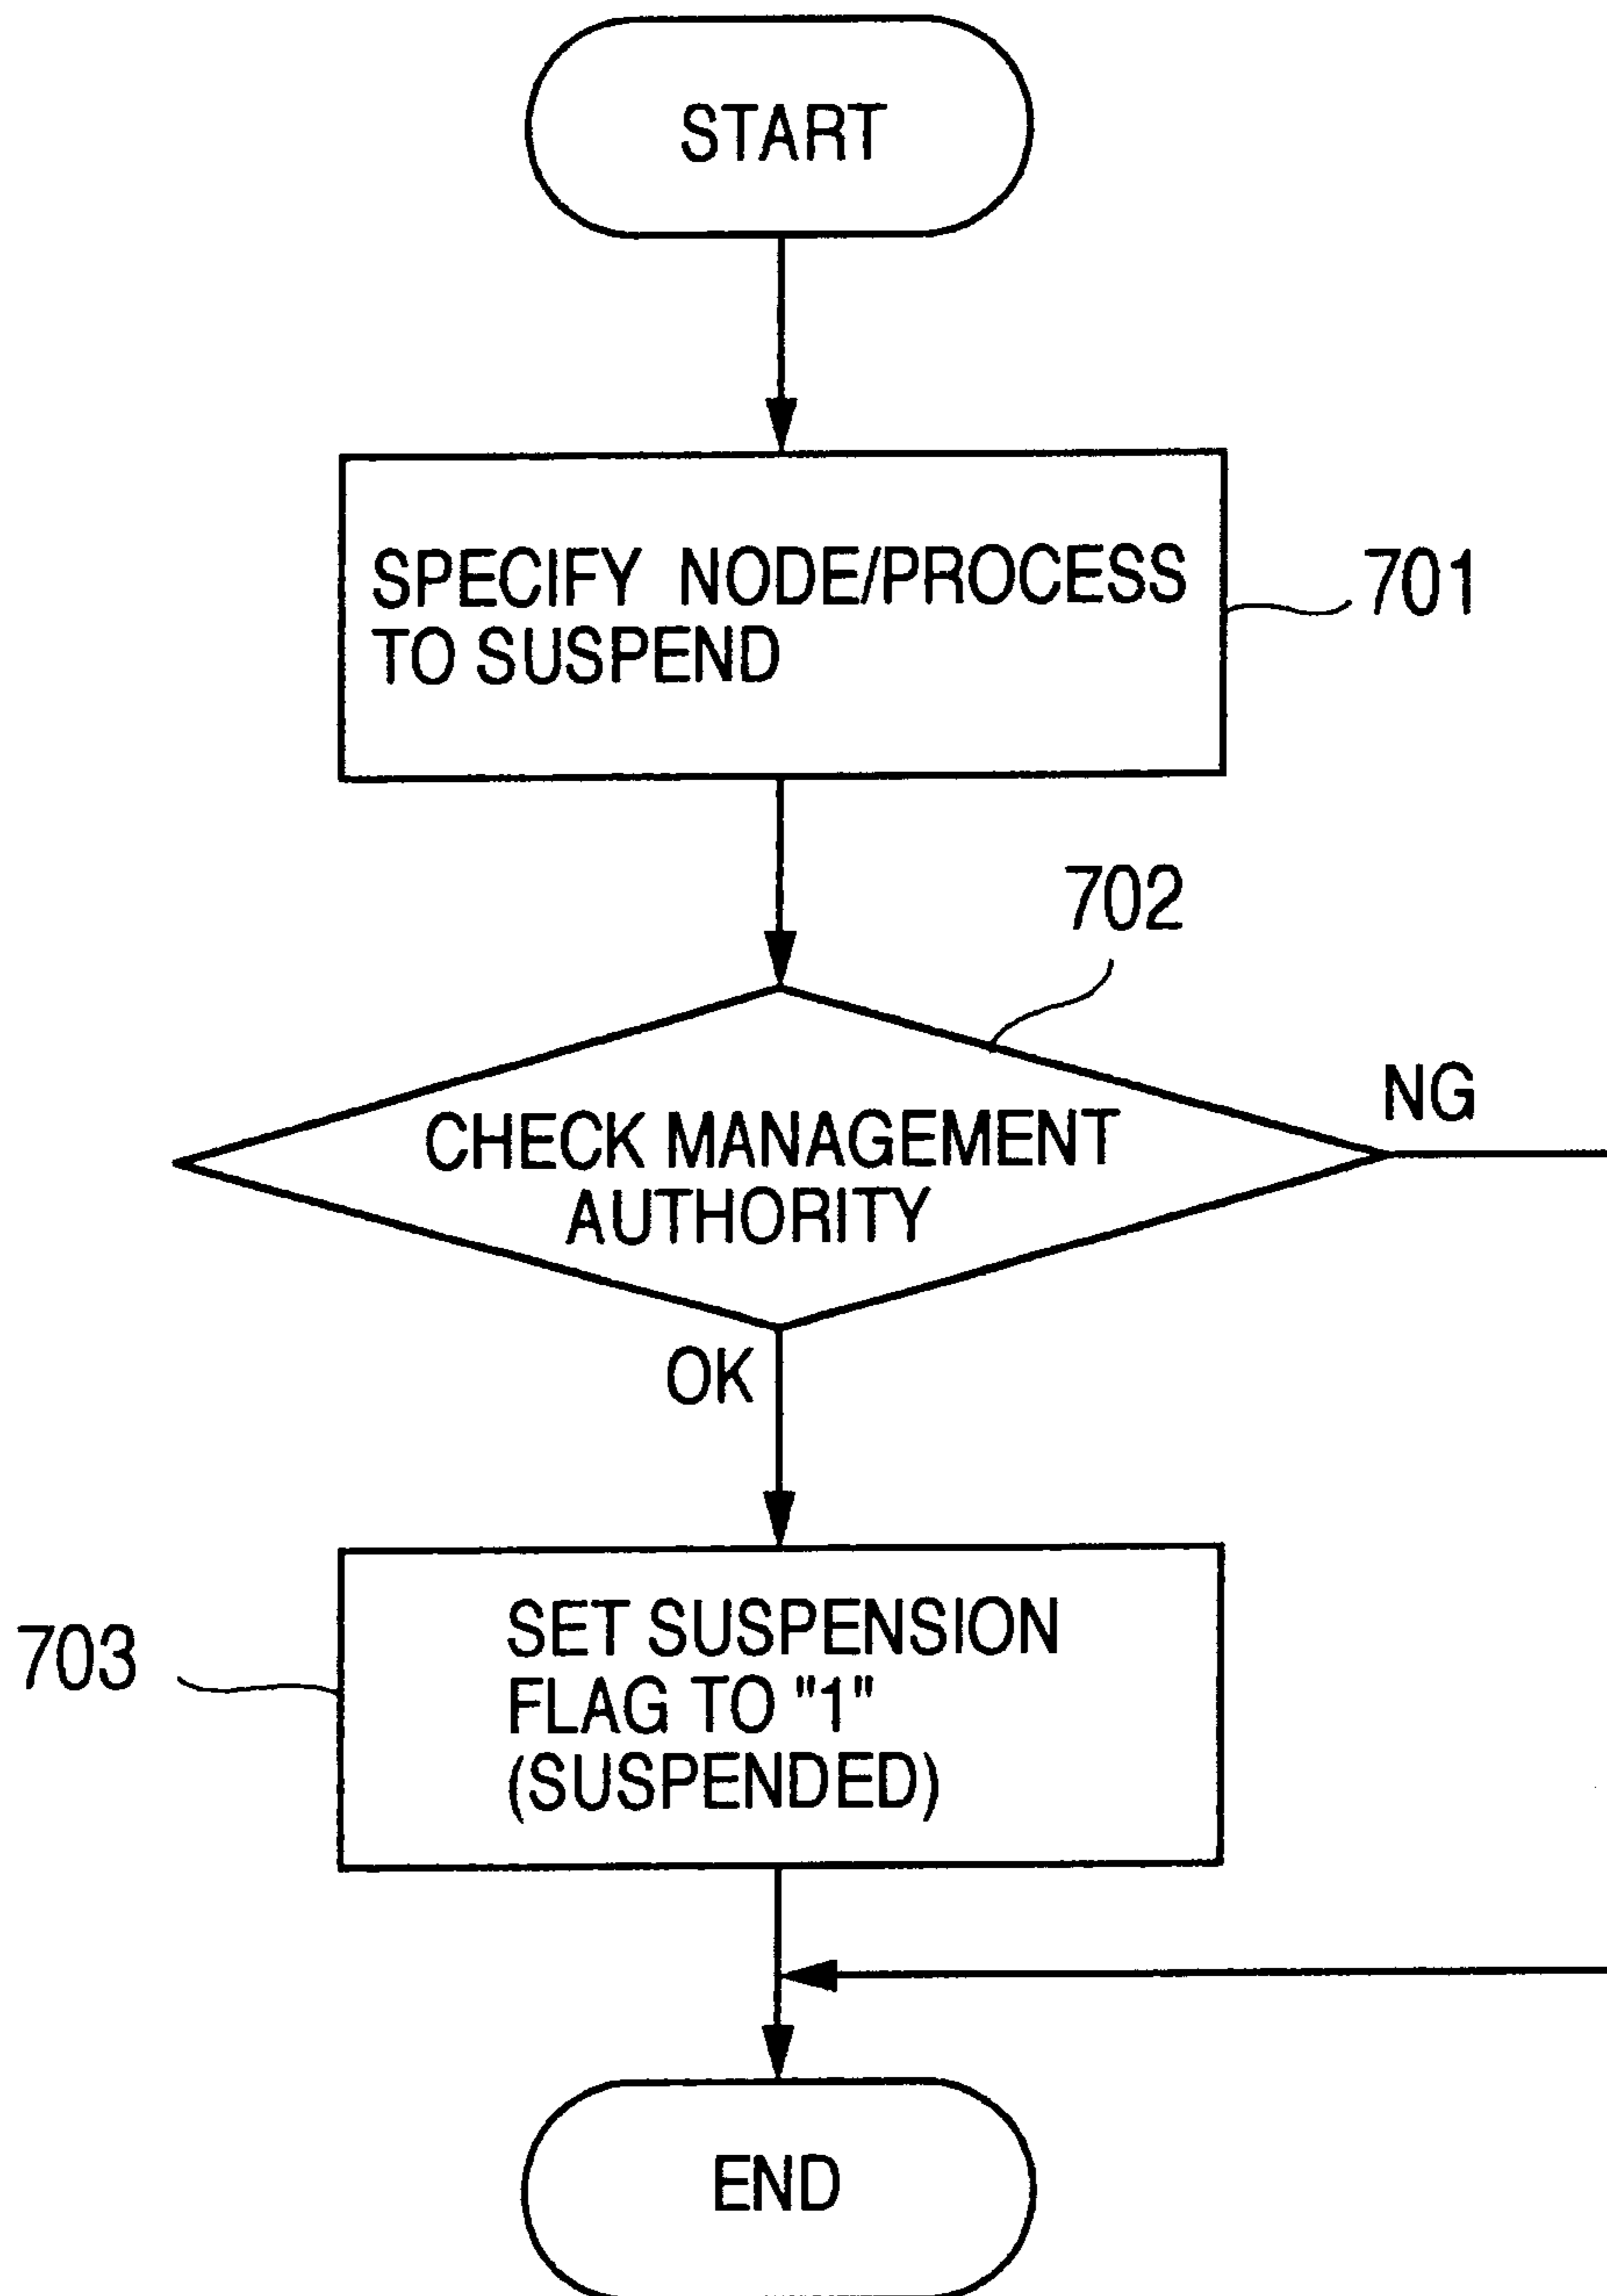 START
SPECIFY NODE/PROCESS
TO SUSPEND
701
702
CHECK MANAGEMENT
AUTHORITY
NG
OK
703
SET SUSPENSION
FLAG TO "1"
(SUSPENDED)
END